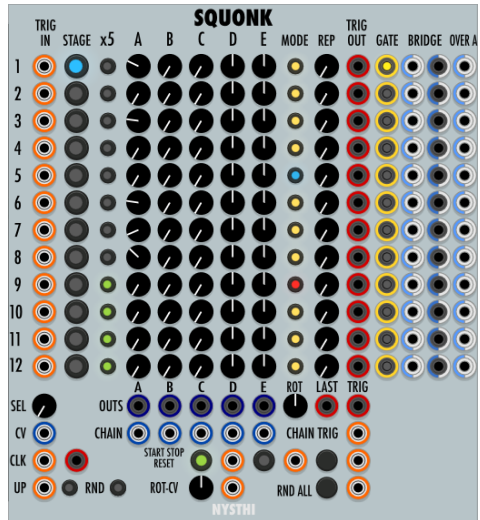 SQUONK
TRIG IN STAGE x5 A B C D E MODE REP TRIG OUT GATE BRIDGE OVER A
1
2
3
4
5
6
7
8
9
10
11
12
A B C D E ROT LAST TRIG
SEL OUTS
CV CHAIN CHAIN TRIG
CLK START STOP RESET
UP RND ROT-CV RND ALL
NYSTHI